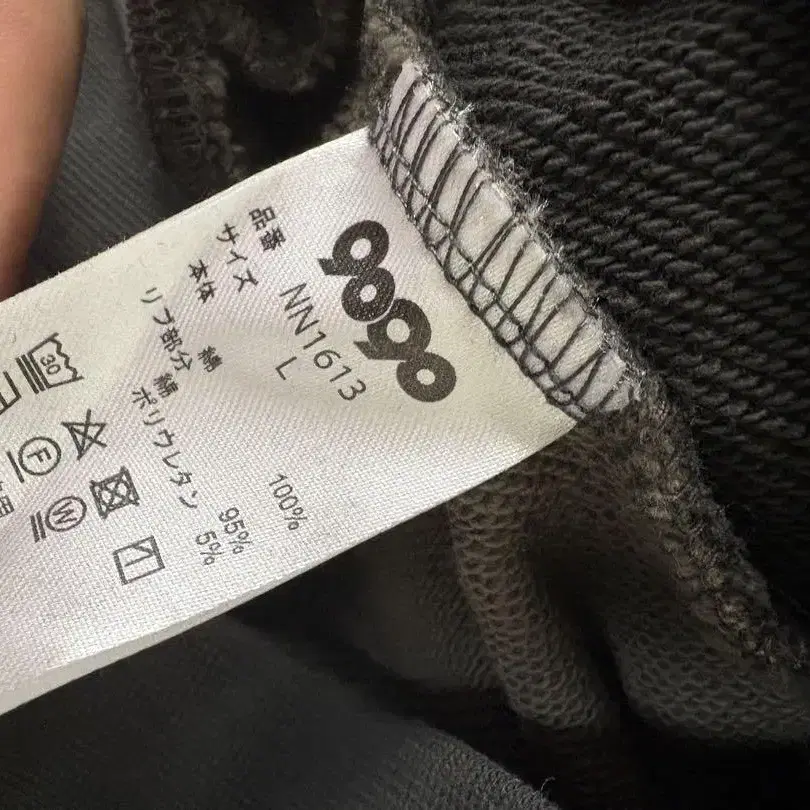 9090
品番 NN1613
サイズ L
本体 綿 100%
リブ部分 綿 95%
ポリウレタン 5%
30
F
W